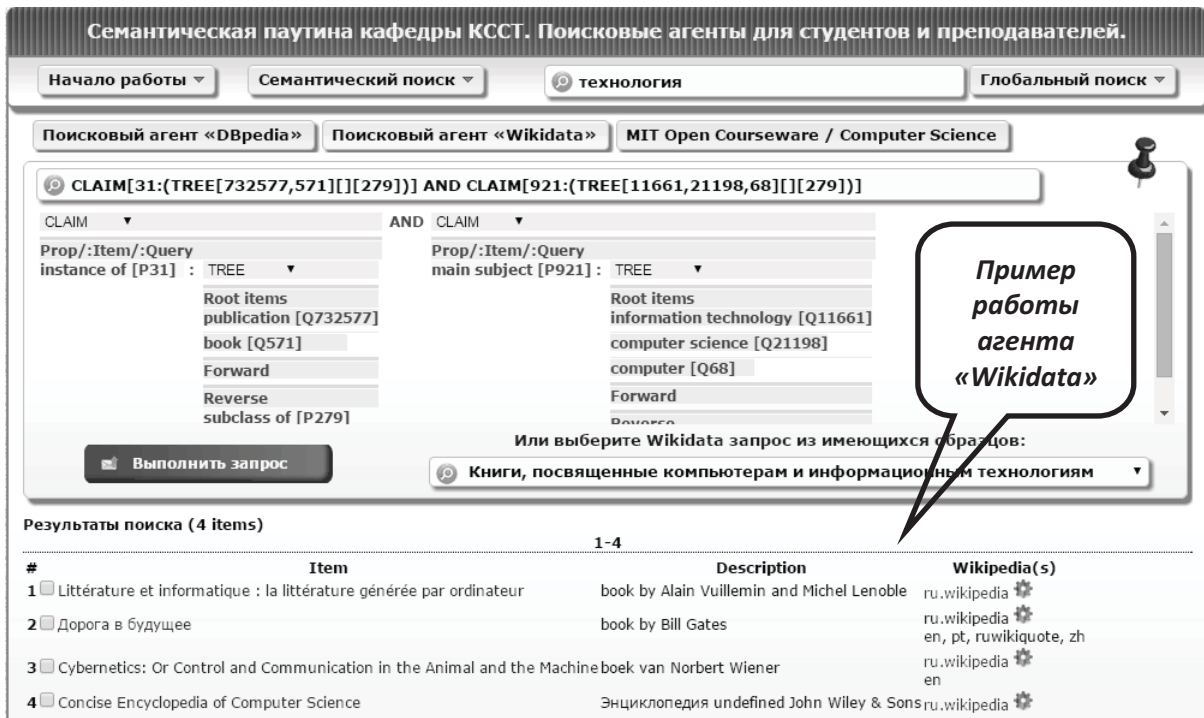 Семантическая паутина кафедры КССТ. Поисковые агенты для студентов и преподавателей.
Начало работы Семантический поиск технология Глобальный поиск
Поисковый агент «DBpedia» Поисковый агент «Wikidata» MIT Open Courseware / Computer Science
CLAIM[31:(TREE[732577,571][][279])] AND CLAIM[921:(TREE[11661,21198,68][][279])]
CLAIM AND CLAIM
Prop/:Item/:Query Prop/:Item/:Query
instance of [P31] : TREE main subject [P921] : TREE
Root items Root items
publication [Q732577] information technology [Q11661]
book [Q571] computer science [Q21198]
Forward computer [Q68]
Reverse Forward
subclass of [P279] Reverse
Пример
работы
агента
«Wikidata»
Или выберите Wikidata запрос из имеющихся образцов:
Выполнить запрос Книги, посвященные компьютерам и информационным технологиям
Результаты поиска (4 items)
1-4
# Item Description Wikipedia(s)
1 Littérature et informatique : la littérature générée par ordinateur book by Alain Vuillemin and Michel Lenoble ru.wikipedia
2 Дорога в будущее book by Bill Gates ru.wikipedia
en, pt, ruwikiquote, zh
3 Cybernetics: Or Control and Communication in the Animal and the Machine boek van Norbert Wiener ru.wikipedia
en
4 Concise Encyclopedia of Computer Science Энциклопедия undefined John Wiley & Sons ru.wikipedia